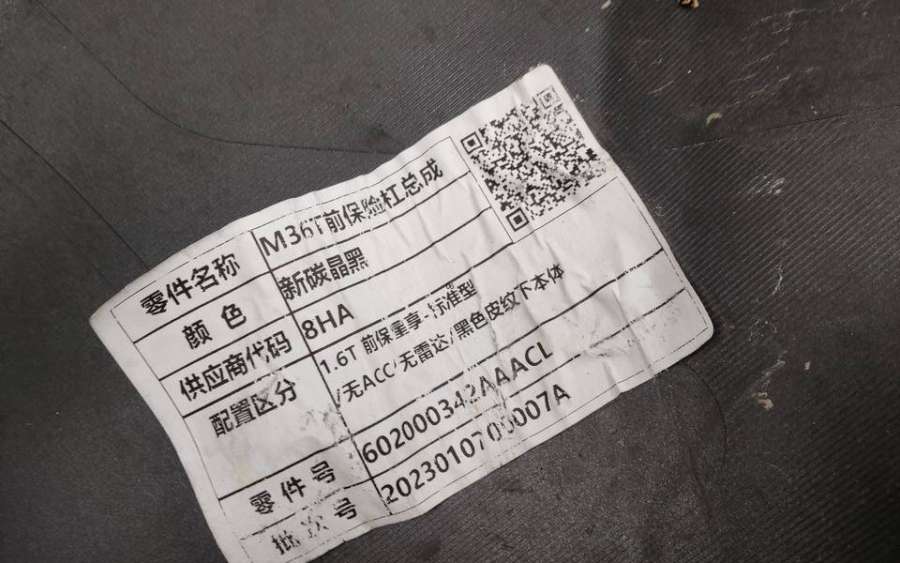 零件名称 M36T前保险杠总成
颜色 新碳晶黑
供应商代码 8HA
配置区分 1.6T 前保 尊享-标准型
/无ACC/无雷达/黑色皮纹下本体
零件号 602000342AAACL
批次号 2023010700007A